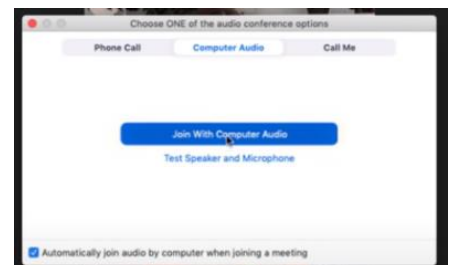 Choose ONE of the audio conference options
Phone Call Computer Audio Call Me
Join With Computer Audio
Test Speaker and Microphone
Automatically join audio by computer when joining a meeting